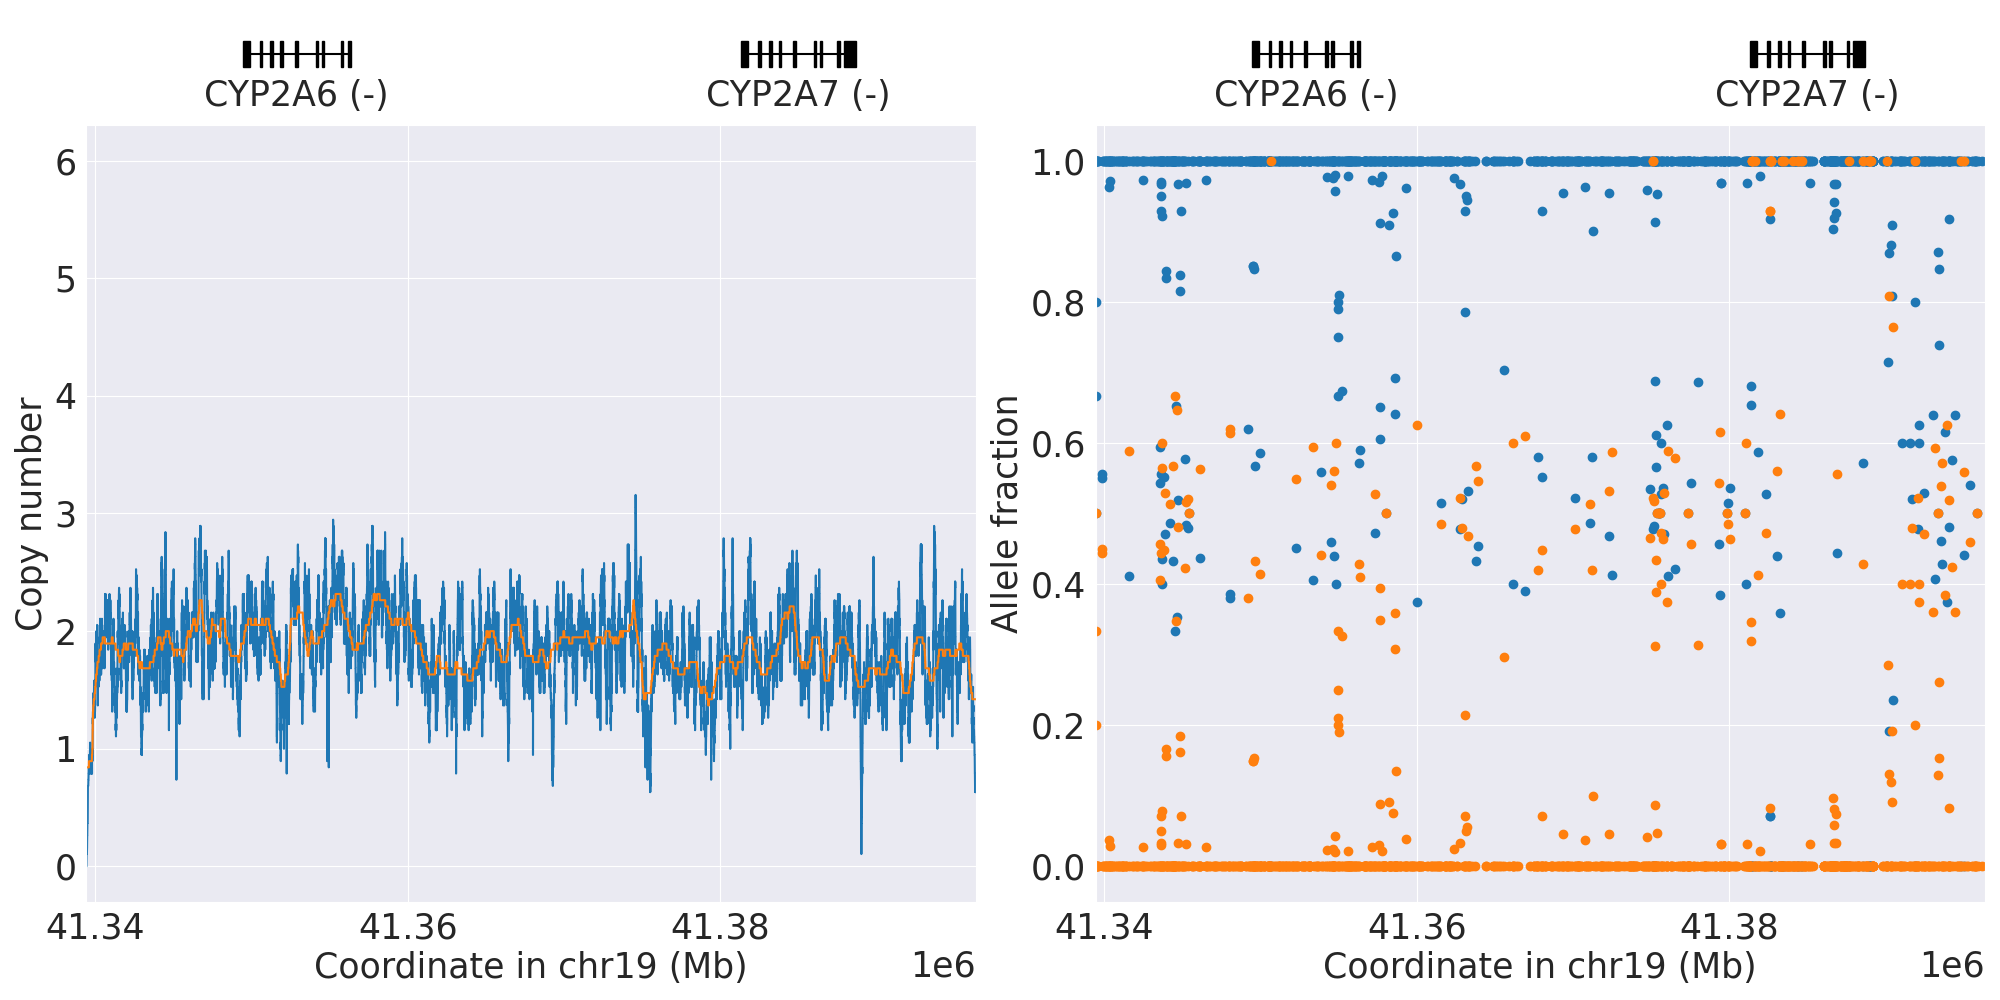 CYP2A6 (-) CYP2A7 (-)
CYP2A6 (-) CYP2A7 (-)
Copy number
6
5
4
3
2
1
0
41.34 41.36 41.38
Coordinate in chr19 (Mb) 1e6
Allele fraction
1.0
0.8
0.6
0.4
0.2
0.0
41.34 41.36 41.38
Coordinate in chr19 (Mb) 1e6